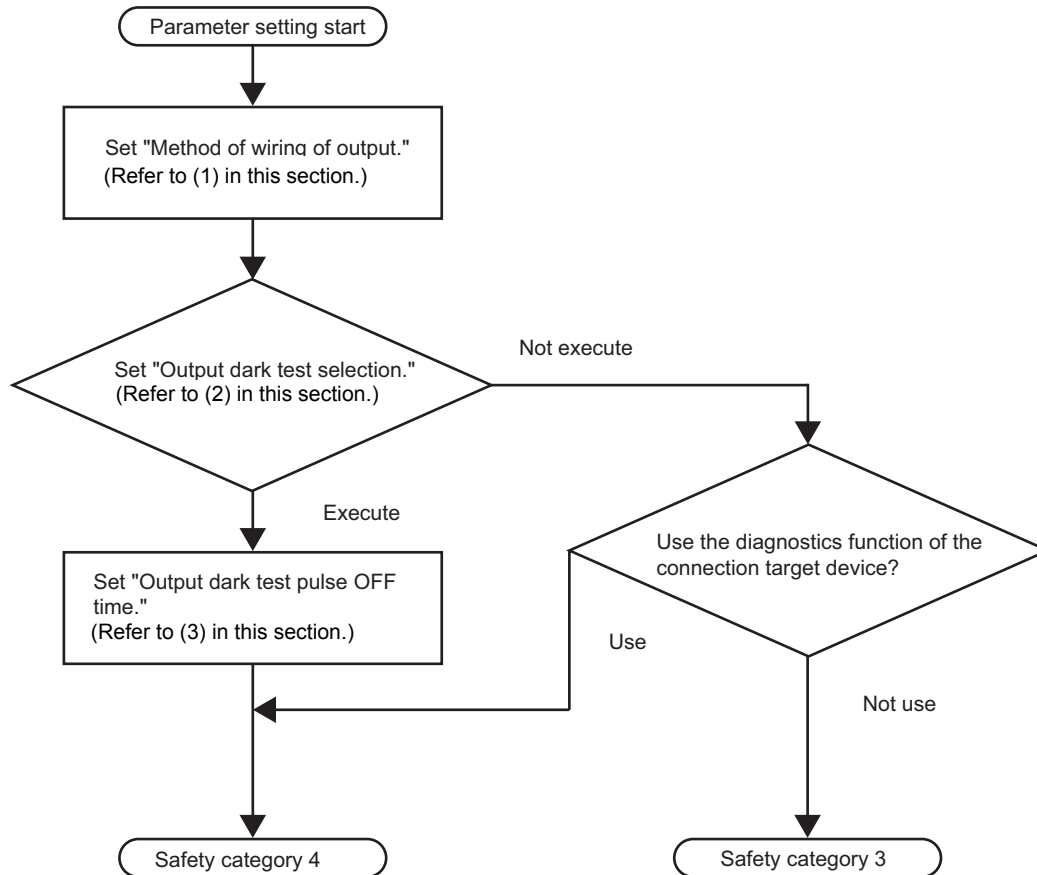 Parameter setting start
Set "Method of wiring of output."
(Refer to (1) in this section.)
Not execute
Set "Output dark test selection."
(Refer to (2) in this section.)
Execute
Use the diagnostics function of the
connection target device?
Set "Output dark test pulse OFF
time."
(Refer to (3) in this section.)
Use
Not use
Safety category 4
Safety category 3